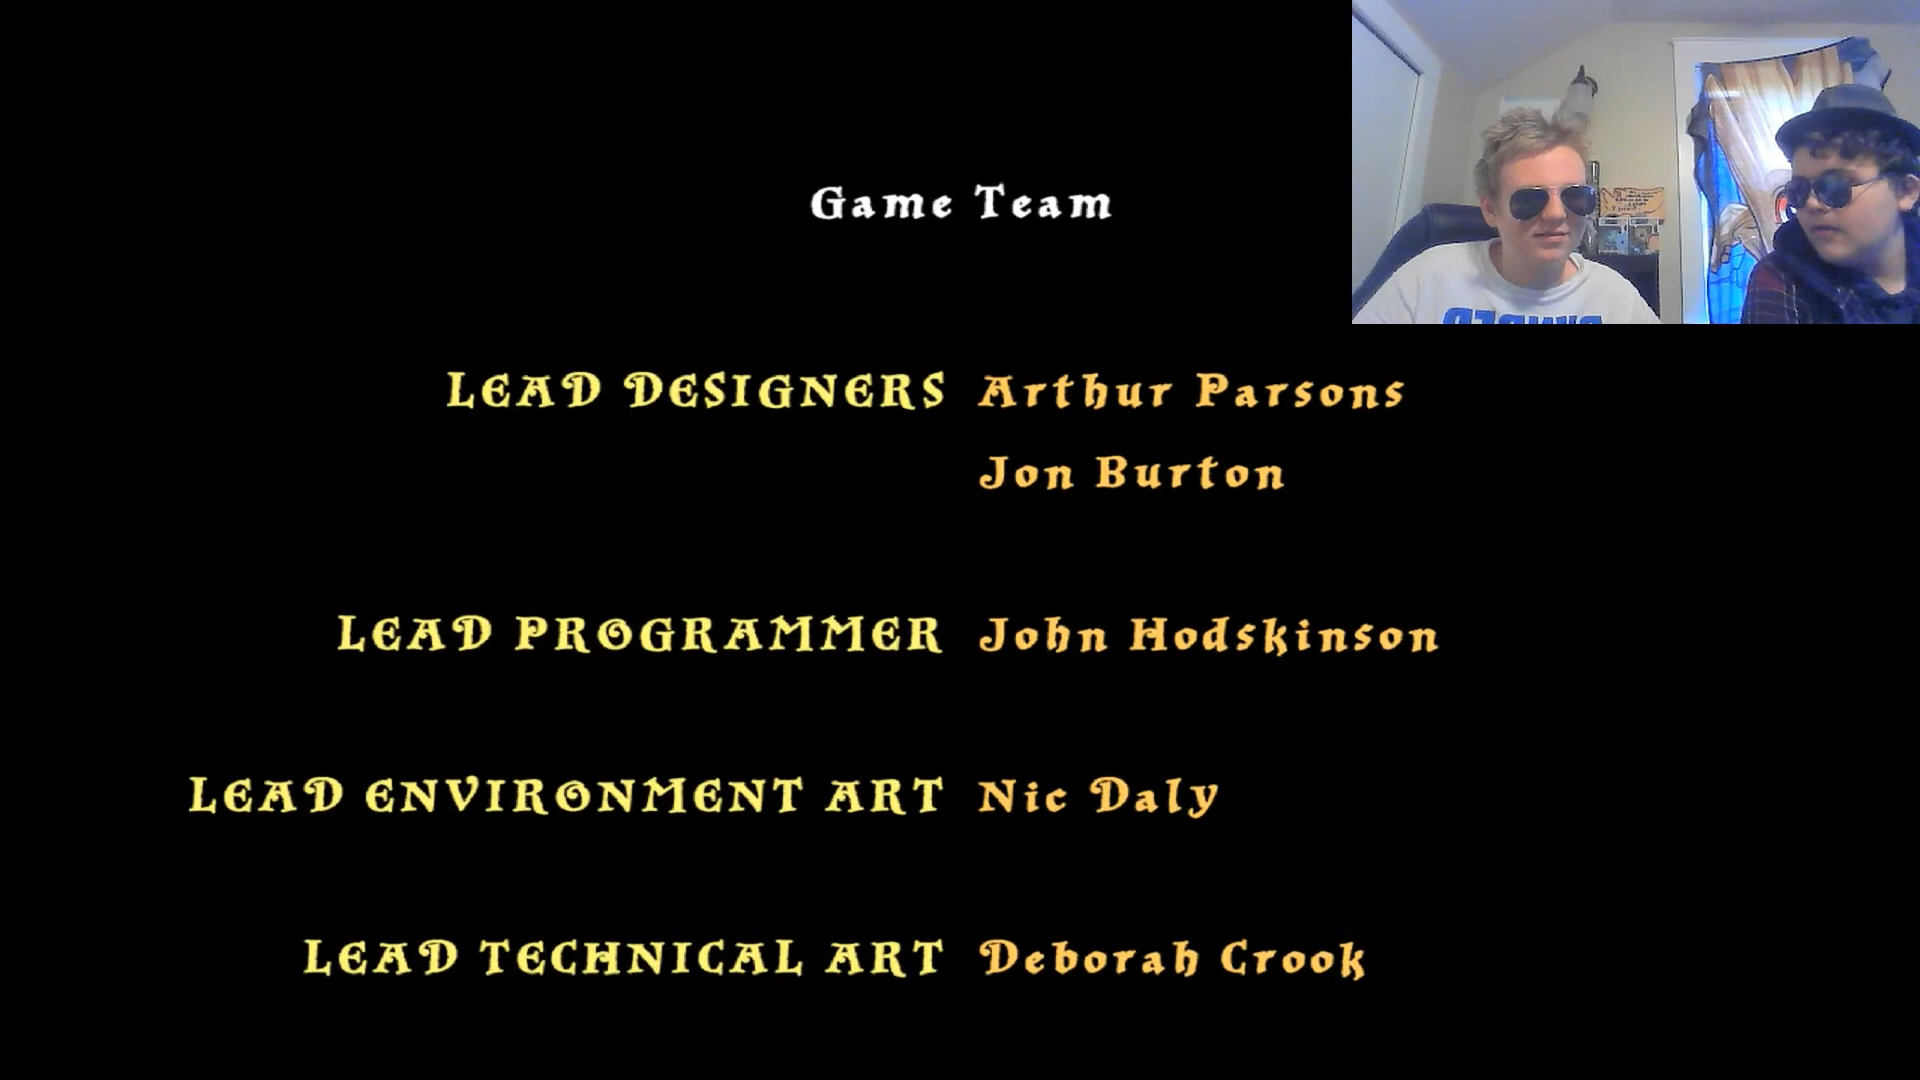 Game Team
LEAD DESIGNERS Arthur Parsons
Jon Burton
LEAD PROGRAMMER John Hodskinson
LEAD ENVIRONMENT ART Nic Daly
LEAD TECHNICAL ART Deborah Crook